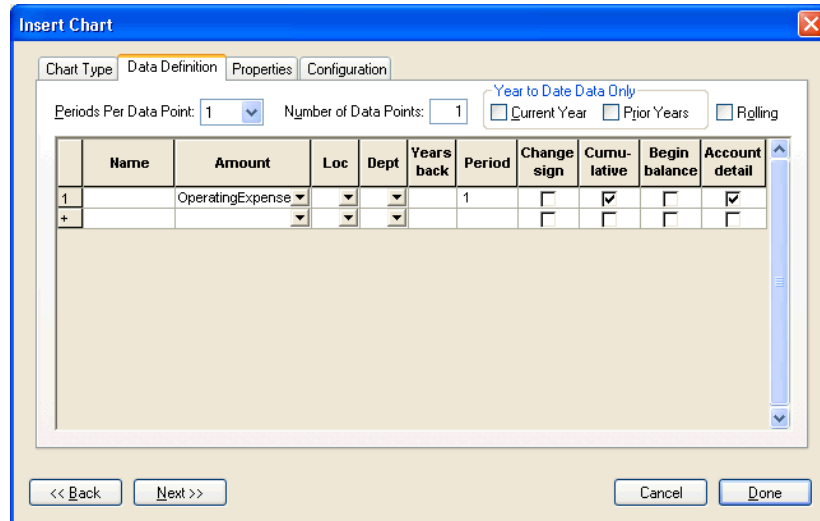 Insert Chart
Chart Type Data Definition Properties Configuration
Year to Date Data Only
Periods Per Data Point: 1 Number of Data Points: 1 Current Year Prior Years Rolling
Name Amount Loc Dept Years back Period Change sign Cumu- lative Begin balance Account detail
1 OperatingExpense 1
+
<< Back Next >> Cancel Done